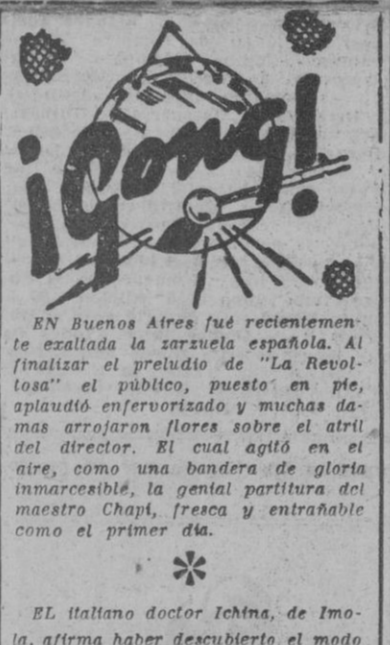 ¡Gong!
EN Buenos Aires fué recientemen-
te exaltada la zarzuela española. Al
finalizar el preludio de "La Revol-
tosa" el público, puesto en pie,
aplaudió enfervorizado y muchas da-
mas arrojaron flores sobre el atril
del director. El cual agitó en el
aire, como una bandera de gloria
inmarcesible, la genial partitura del
maestro Chapí, fresca y entrañable
como el primer día.
*
EL italiano doctor Ichina, de Imo-
la, afirma haber descubierto el modo